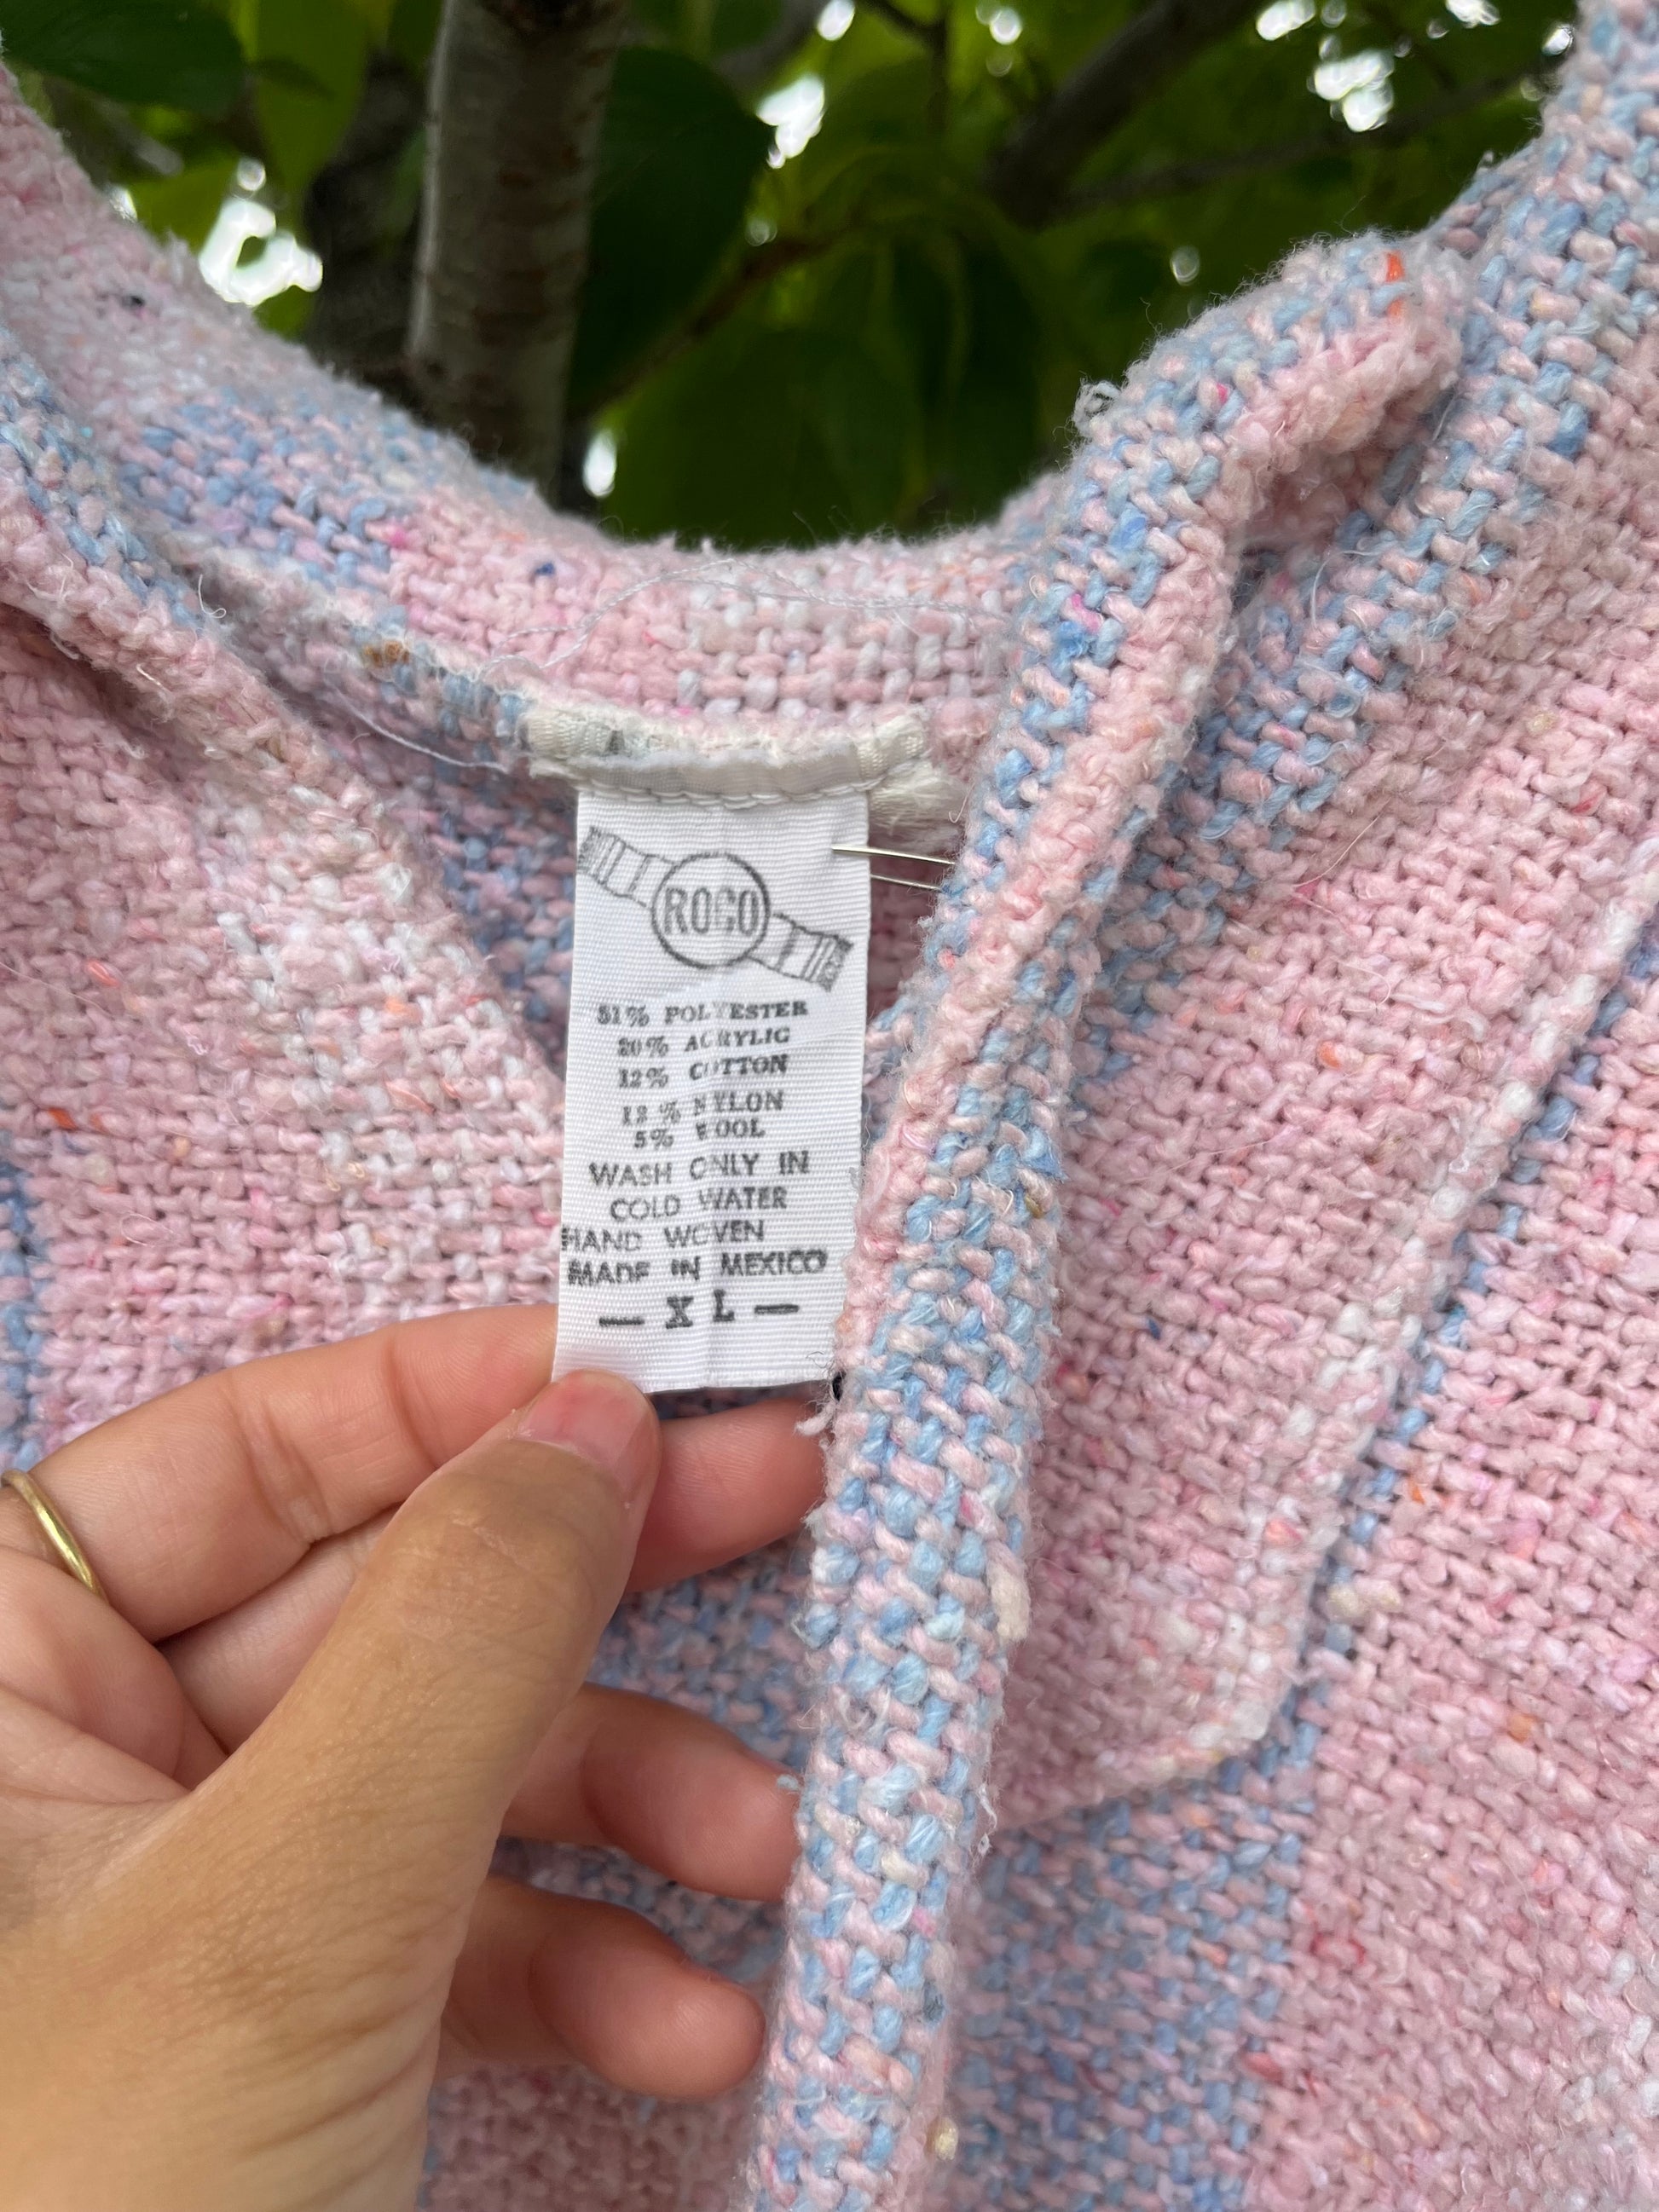 ROCO
51% POLYESTER
20% ACRYLIC
12% COTTON
12% NYLON
5% WOOL
WASH ONLY IN
COLD WATER
HAND WOVEN
MADE IN MEXICO
— X L —